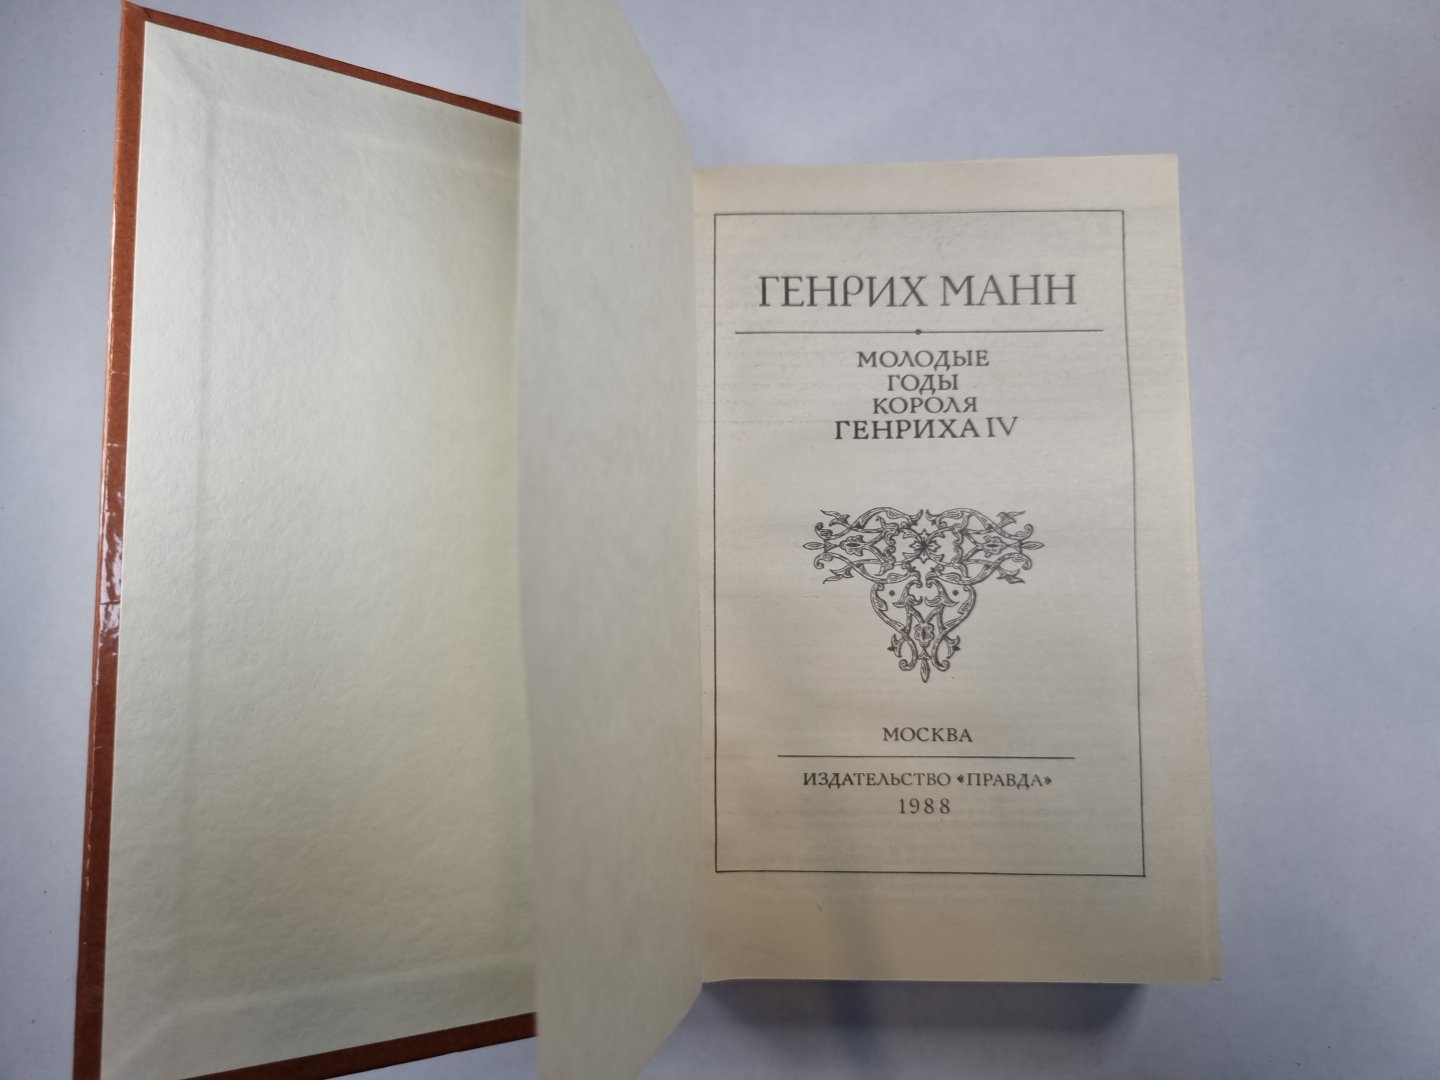 ГЕНРИХ МАНН
МОЛОДЫЕ
ГОДЫ
КОРОЛЯ
ГЕНРИХА IV
МОСКВА
ИЗДАТЕЛЬСТВО «ПРАВДА»
1988